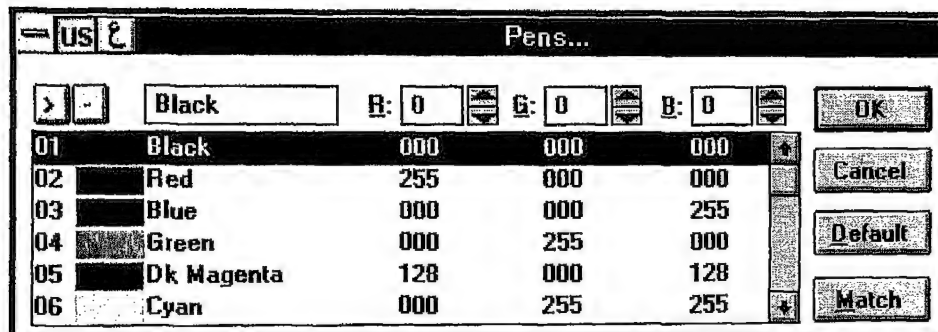 US ع Pens...
> - Black R: 0 G: 0 B: 0 OK
01 Black 000 000 000
02 Red 255 000 000 Cancel
03 Blue 000 000 255
04 Green 000 255 000 Default
05 Dk Magenta 128 000 128
06 Cyan 000 255 255 Match